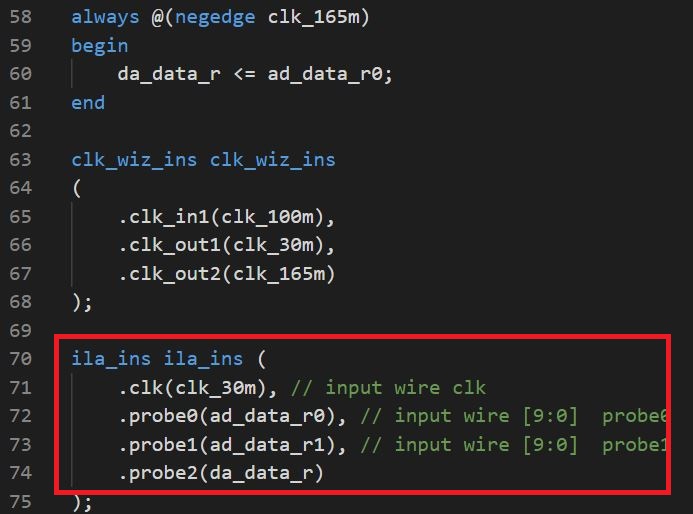 58 always @(negedge clk_165m)
59 begin
60 da_data_r <= ad_data_r0;
61 end
62
63 clk_wiz_ins clk_wiz_ins
64 (
65 .clk_in1(clk_100m),
66 .clk_out1(clk_30m),
67 .clk_out2(clk_165m)
68 );
69
70 ila_ins ila_ins (
71 .clk(clk_30m), // input wire clk
72 .probe0(ad_data_r0), // input wire [9:0]  probe0
73 .probe1(ad_data_r1), // input wire [9:0]  probe1
74 .probe2(da_data_r)
75 );